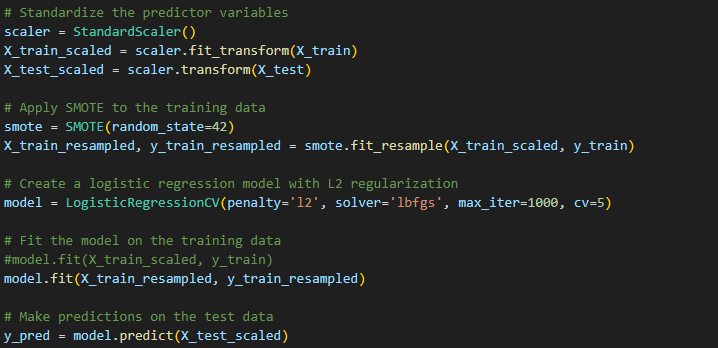 # Standardize the predictor variables
scaler = StandardScaler()
X_train_scaled = scaler.fit_transform(X_train)
X_test_scaled = scaler.transform(X_test)
# Apply SMOTE to the training data
smote = SMOTE(random_state=42)
X_train_resampled, y_train_resampled = smote.fit_resample(X_train_scaled, y_train)
# Create a logistic regression model with L2 regularization
model = LogisticRegressionCV(penalty='l2', solver='lbfgs', max_iter=1000, cv=5)
# Fit the model on the training data
#model.fit(X_train_scaled, y_train)
model.fit(X_train_resampled, y_train_resampled)
# Make predictions on the test data
y_pred = model.predict(X_test_scaled)